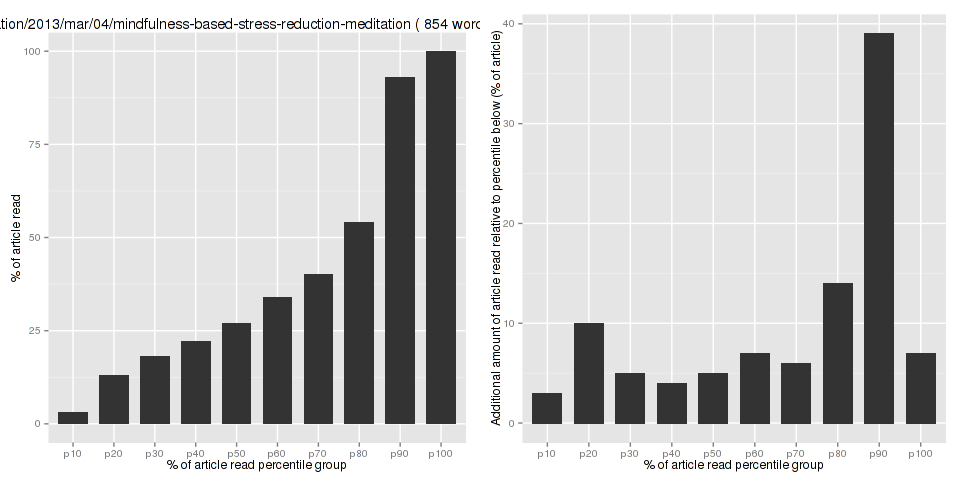 tion/2013/mar/04/mindfulness-based-stress-reduction-meditation ( 854 word
% of article read
100
75
50
25
0
p10 p20 p30 p40 p50 p60 p70 p80 p90 p100
% of article read percentile group
Additional amount of article read relative to percentile below (% of article)
40
30
20
10
0
p10 p20 p30 p40 p50 p60 p70 p80 p90 p100
% of article read percentile group